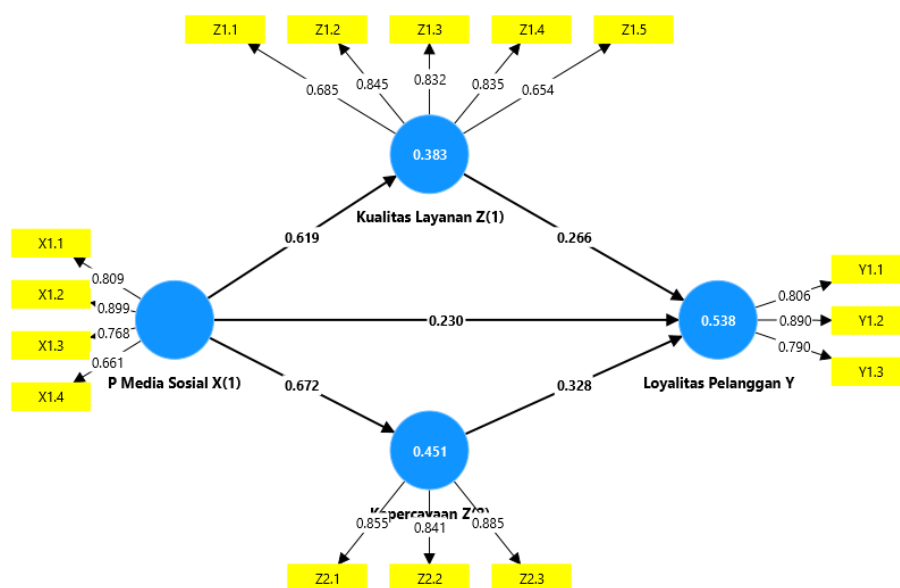 Z1.1 Z1.2 Z1.3 Z1.4 Z1.5
0.685 0.845 0.832 0.835 0.654
0.383
Kualitas Layanan Z(1)
0.619 0.266
X1.1
X1.2
X1.3
X1.4
0.809
0.899
0.768
0.661
P Media Sosial X(1)
0.230
0.672 0.328
0.538
Loyalitas Pelanggan Y
0.806
0.890
0.790
Y1.1
Y1.2
Y1.3
0.451
Kepercayaan Z(2)
0.855 0.841 0.885
Z2.1 Z2.2 Z2.3